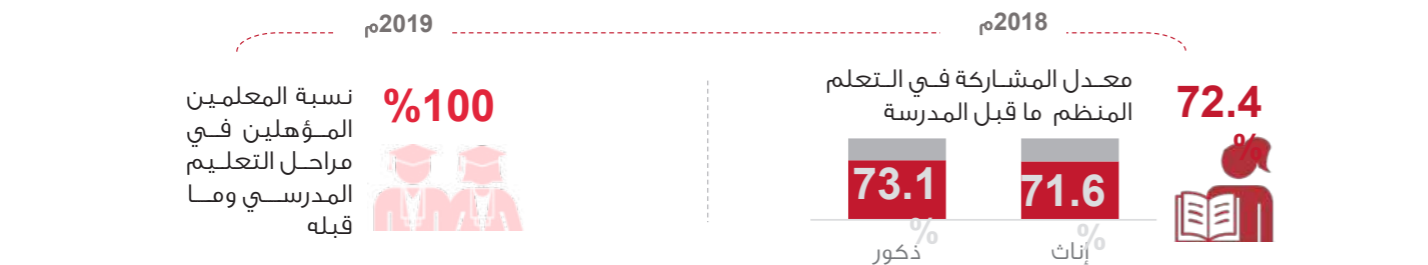 2018م
72.4
%
معدل المشاركة في التعلم
المنظم ما قبل المدرسة
71.6
%
إناث
73.1
%
ذكور
2019م
%100
نسبة المعلمين
المؤهلين في
مراحل التعليم
المدرسي وما
قبله